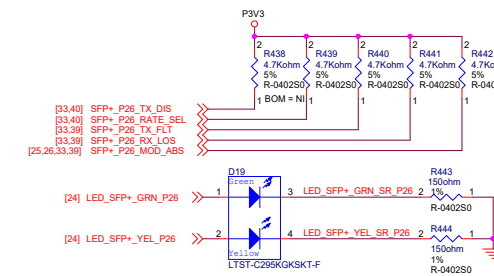 P3V3
2 2 2 2 2
R438 R439 R440 R441 R442
4.7Kohm 4.7Kohm 4.7Kohm 4.7Kohm
5% 5% 5% 5% 5%
R-0402S0 R-0402S0 R-0402S0 R-0402S0
1 BOM = NI 1 1 1 1
[33,40] SFP+_P26_TX_DIS
[33,40] SFP+_P26_RATE_SEL
[33,39] SFP+_P26_TX_FLT
[33,39] SFP+_P26_RX_LOS
[25,26,33,39] SFP+_P26_MOD_ABS
D19
Green
[24] LED_SFP+_GRN_P26 1 3 LED_SFP+_GRN_SR_P26 2 1
R443
150ohm
1%
R-0402S0
[24] LED_SFP+_YEL_P26 2 4 LED_SFP+_YEL_SR_P26 2 1
R444
150ohm
1%
R-0402S0
Yellow
LTST-C295KGKSKT-F